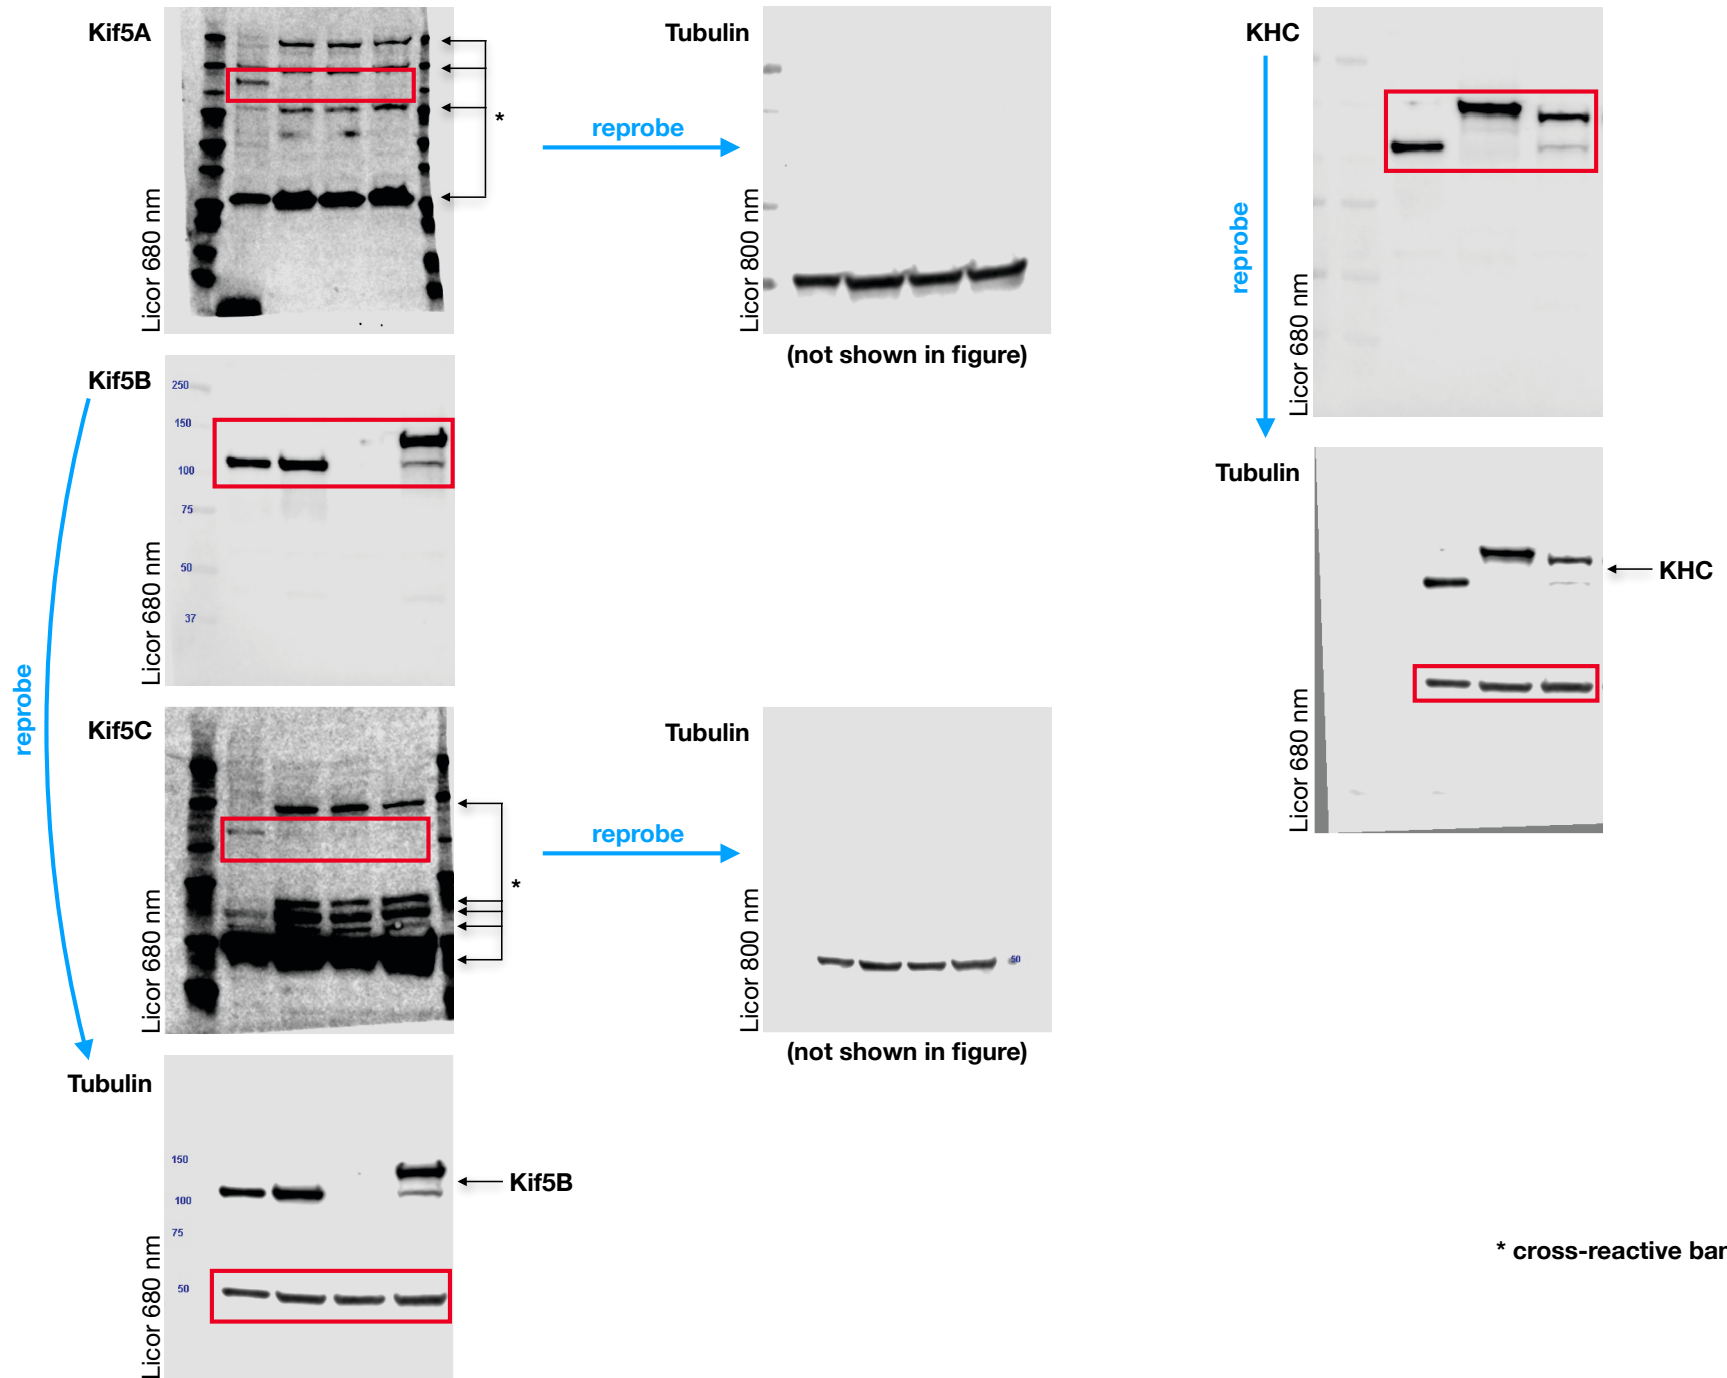 Kif5A
Licor 680 nm
*
reprobe
Tubulin
Licor 800 nm
(not shown in figure)
KHC
reprobe
Licor 680 nm
Kif5B
250
150
100
75
50
37
Licor 680 nm
reprobe
Tubulin
Licor 680 nm
KHC
Kif5C
Licor 680 nm
*
reprobe
Tubulin
50
Licor 800 nm
(not shown in figure)
Tubulin
150
100
75
50
Licor 680 nm
Kif5B
* cross-reactive